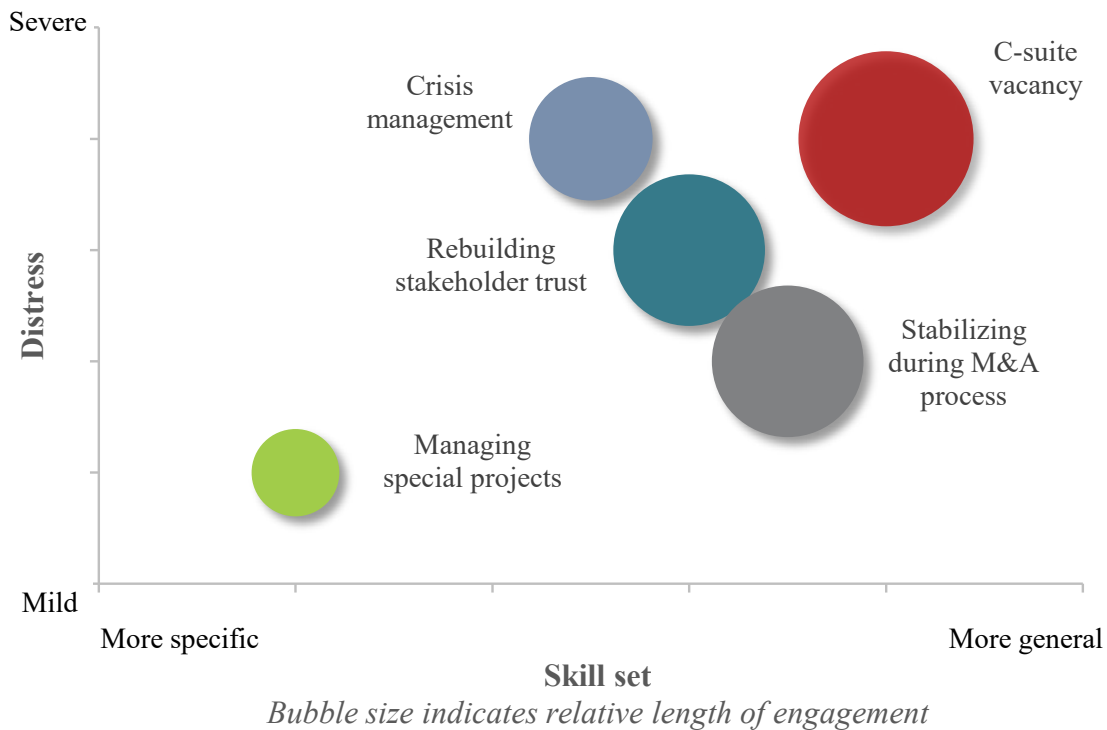 Severe
C-suite
vacancy
Crisis
management
Rebuilding
stakeholder trust
Distress
Stabilizing
during M&A
process
Managing
special projects
Mild
More specific
More general
Skill set
Bubble size indicates relative length of engagement